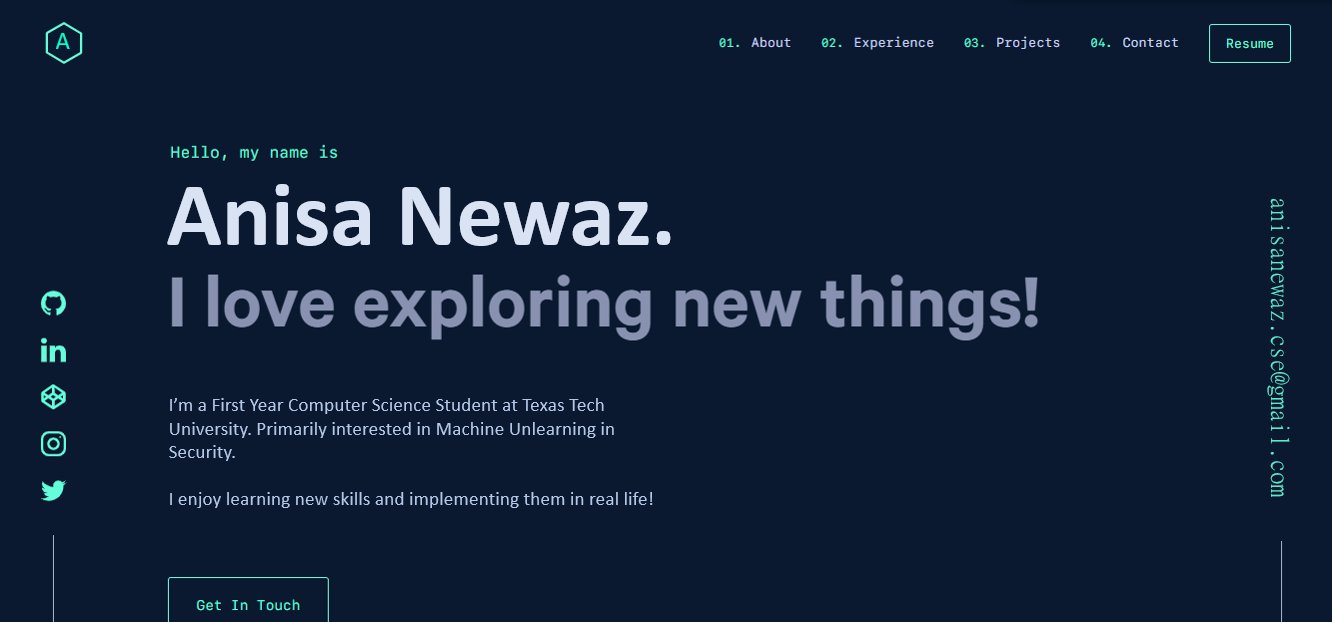 A
01. About 02. Experience 03. Projects 04. Contact Resume
Hello, my name is
Anisa Newaz.
I love exploring new things!
I’m a First Year Computer Science Student at Texas Tech
University. Primarily interested in Machine Unlearning in
Security.
I enjoy learning new skills and implementing them in real life!
Get In Touch
anisanewaz.cse@gmail.com